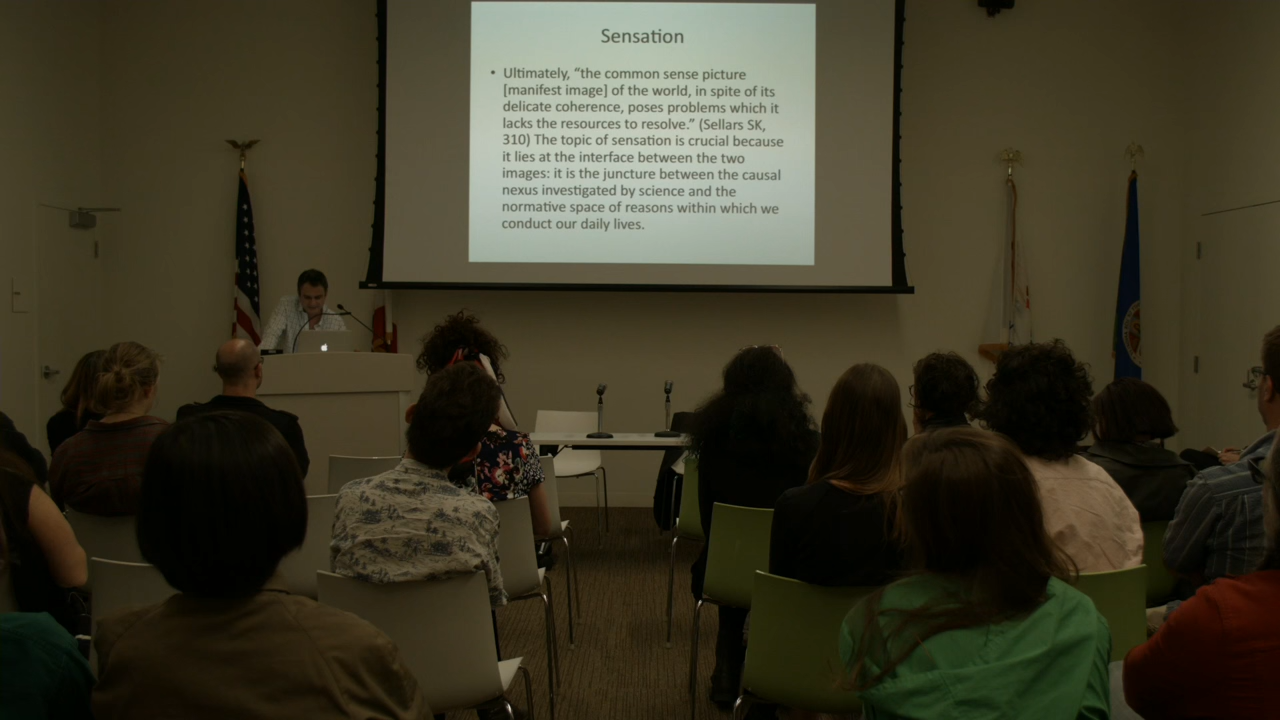 Sensation
• Ultimately, “the common sense picture
[manifest image] of the world, in spite of its
delicate coherence, poses problems which it
lacks the resources to resolve.” (Sellars SK,
310) The topic of sensation is crucial because
it lies at the interface between the two
images: it is the juncture between the causal
nexus investigated by science and the
normative space of reasons within which we
conduct our daily lives.